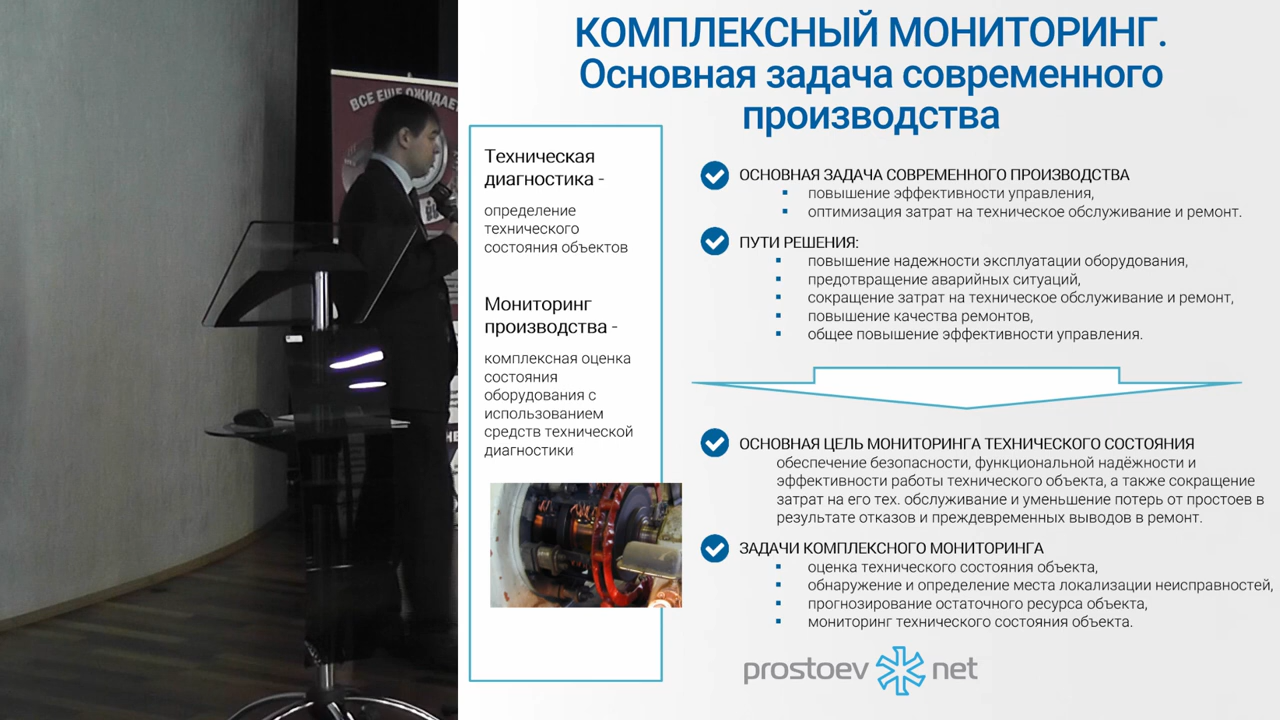 ВСЕ ЕЩЕ ОЖИДАЕТ
КОМПЛЕКСНЫЙ МОНИТОРИНГ.
Основная задача современного
производства
Техническая
диагностика -
определение
технического
состояния объектов
Мониторинг
производства -
комплексная оценка
состояния
оборудования с
использованием
средств технической
диагностики
ОСНОВНАЯ ЗАДАЧА СОВРЕМЕННОГО ПРОИЗВОДСТВА
повышение эффективности управления,
оптимизация затрат на техническое обслуживание и ремонт.
ПУТИ РЕШЕНИЯ:
повышение надежности эксплуатации оборудования,
предотвращение аварийных ситуаций,
сокращение затрат на техническое обслуживание и ремонт,
повышение качества ремонтов,
общее повышение эффективности управления.
ОСНОВНАЯ ЦЕЛЬ МОНИТОРИНГА ТЕХНИЧЕСКОГО СОСТОЯНИЯ
обеспечение безопасности, функциональной надёжности и
эффективности работы технического объекта, а также сокращение
затрат на его тех. обслуживание и уменьшение потерь от простоев в
результате отказов и преждевременных выводов в ремонт.
ЗАДАЧИ КОМПЛЕКСНОГО МОНИТОРИНГА
оценка технического состояния объекта,
обнаружение и определение места локализации неисправностей,
прогнозирование остаточного ресурса объекта,
мониторинг технического состояния объекта.
prostoev net